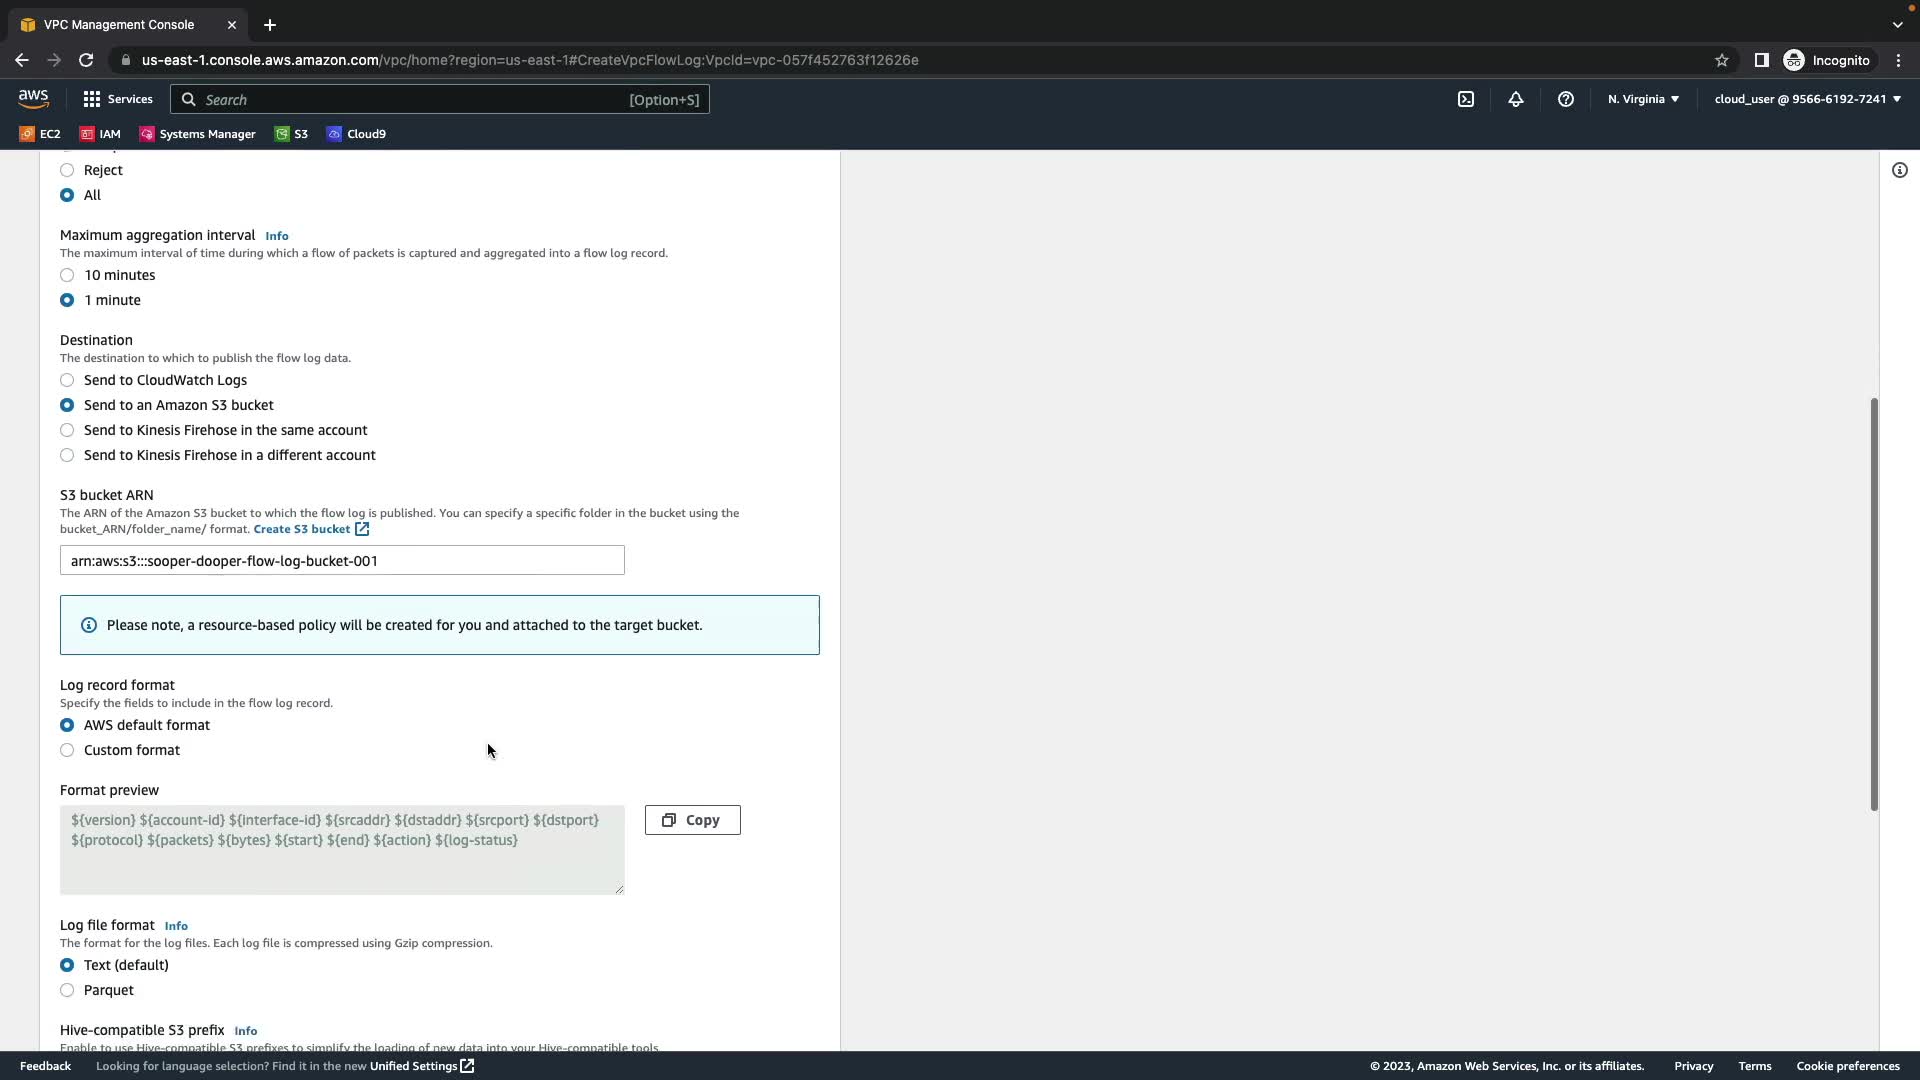 VPC Management Console
us-east-1.console.aws.amazon.com/vpc/home?region=us-east-1#CreateVpcFlowLog:VpcId=vpc-057f452763f12626e
Incognito
aws
Services
Search
[Option+S]
N. Virginia
cloud_user @ 9566-6192-7241
EC2
IAM
Systems Manager
S3
Cloud9
Reject
All
Maximum aggregation interval Info
The maximum interval of time during which a flow of packets is captured and aggregated into a flow log record.
10 minutes
1 minute
Destination
The destination to which to publish the flow log data.
Send to CloudWatch Logs
Send to an Amazon S3 bucket
Send to Kinesis Firehose in the same account
Send to Kinesis Firehose in a different account
S3 bucket ARN
The ARN of the Amazon S3 bucket to which the flow log is published. You can specify a specific folder in the bucket using the
bucket_ARN/folder_name/ format. Create S3 bucket
arn:aws:s3:::sooper-dooper-flow-log-bucket-001
Please note, a resource-based policy will be created for you and attached to the target bucket.
Log record format
Specify the fields to include in the flow log record.
AWS default format
Custom format
Format preview
${version} ${account-id} ${interface-id} ${srcaddr} ${dstaddr} ${srcport} ${dstport}
${protocol} ${packets} ${bytes} ${start} ${end} ${action} ${log-status}
Copy
Log file format Info
The format for the log files. Each log file is compressed using Gzip compression.
Text (default)
Parquet
Hive-compatible S3 prefix Info
Enable to use Hive-compatible S3 prefixes to simplify the loading of new data into your Hive-compatible tools.
Feedback
Looking for language selection? Find it in the new Unified Settings
© 2023, Amazon Web Services, Inc. or its affiliates.
Privacy
Terms
Cookie preferences